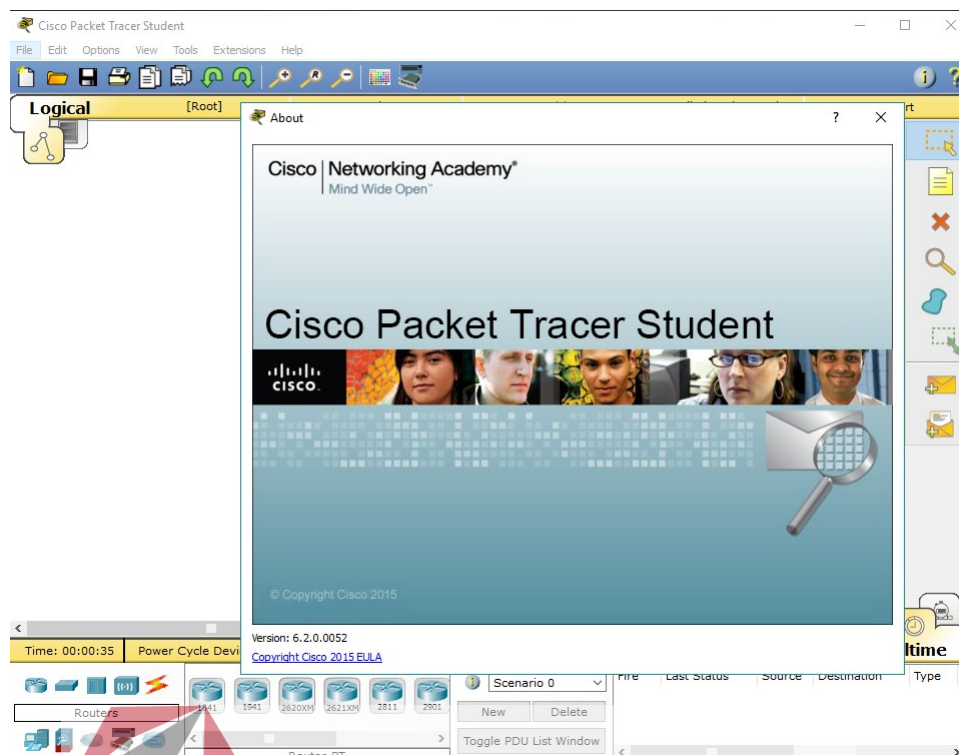 Cisco Packet Tracer Student
File Edit Options View Tools Extensions Help
Logical [Root]
About ?
Cisco Networking Academy®
Mind Wide Open™
Cisco Packet Tracer Student
cisco.
© Copyright Cisco 2015
Version: 6.2.0.0052
Copyright Cisco 2015 EULA
Time: 00:00:35 Power Cycle Devi ltime
Scenario 0 Fire Last Status Source Destination Type
1841 1941 2620XM 2621XM 2811 2901
Routers New Delete
Toggle PDU List Window